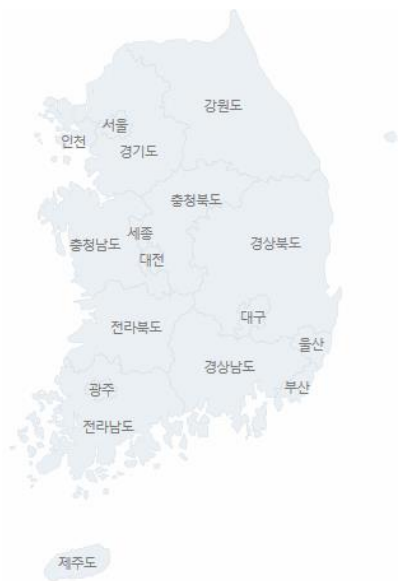 강원도
서울
인천
경기도
충청북도
세종
충청남도
경상북도
대전
대구
전라북도
울산
경상남도
부산
광주
전라남도
제주도